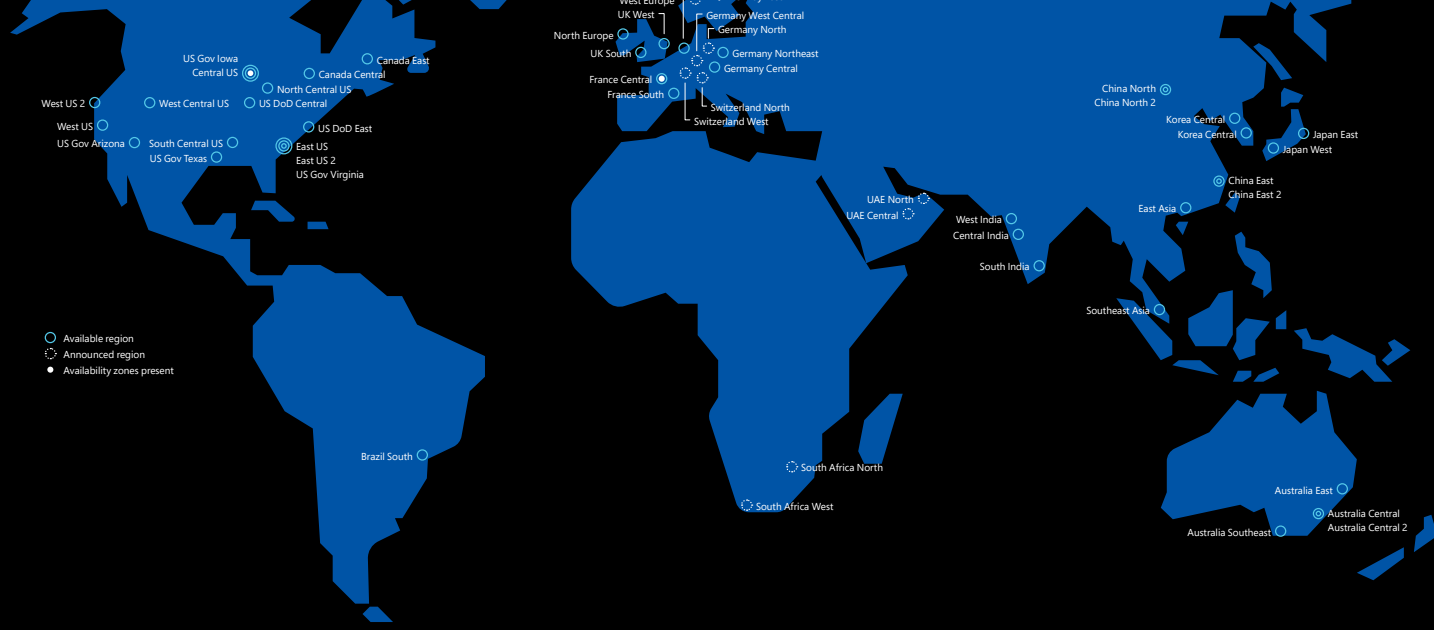 US Gov Iowa
Central US
Canada East
Canada Central
North Central US
West US 2
West Central US
US DoD Central
West US
US DoD East
US Gov Arizona
South Central US
US Gov Texas
East US
East US 2
US Gov Virginia
West Europe
UK West
Germany West Central
Germany North
North Europe
UK South
Germany Northeast
Germany Central
France Central
France South
Switzerland North
Switzerland West
China North
China North 2
Korea Central
Korea Central
Japan East
Japan West
China East
China East 2
East Asia
UAE North
UAE Central
West India
Central India
South India
Southeast Asia
Available region
Announced region
Availability zones present
Brazil South
South Africa North
South Africa West
Australia East
Australia Central
Australia Central 2
Australia Southeast